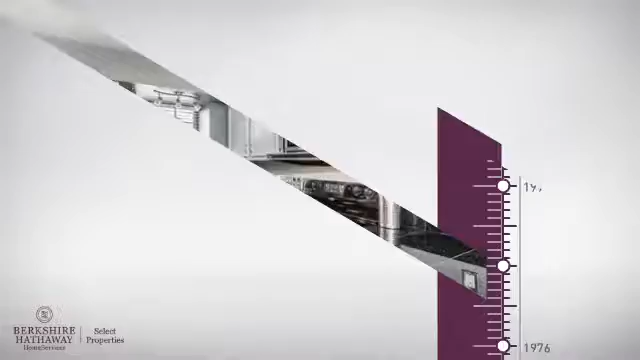 1976
BERKSHIRE
HATHAWAY
HomeServices
Select
Properties